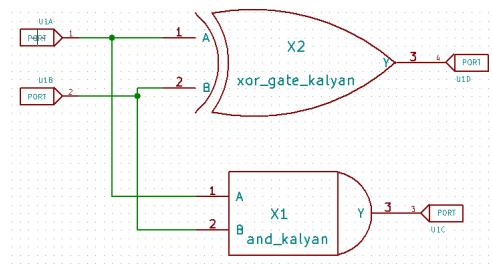 U1A
PORT 1
1 A
X2
xor_gate_kalyan
Y 3 4 PORT
U1D
U1B
PORT 2
2 B
1 A
X1
and_kalyan
Y 3 3 PORT
U1C
2 B